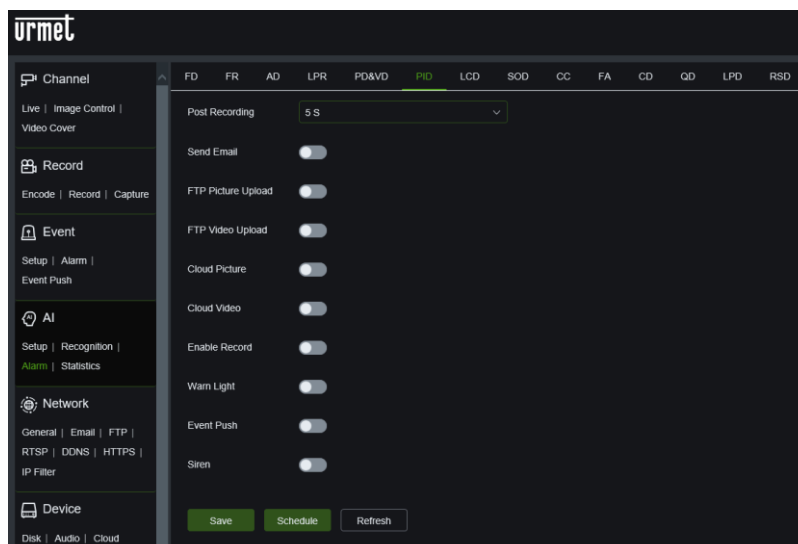 urmet
Channel
Live | Image Control |
Video Cover
Record
Encode | Record | Capture
Event
Setup | Alarm |
Event Push
AI
Setup | Recognition |
Alarm | Statistics
Network
General | Email | FTP |
RTSP | DDNS | HTTPS |
IP Filter
Device
Disk | Audio | Cloud
FD FR AD LPR PD&VD PID LCD SOD CC FA CD QD LPD RSD
Post Recording 5 S
Send Email
FTP Picture Upload
FTP Video Upload
Cloud Picture
Cloud Video
Enable Record
Warn Light
Event Push
Siren
Save Schedule Refresh